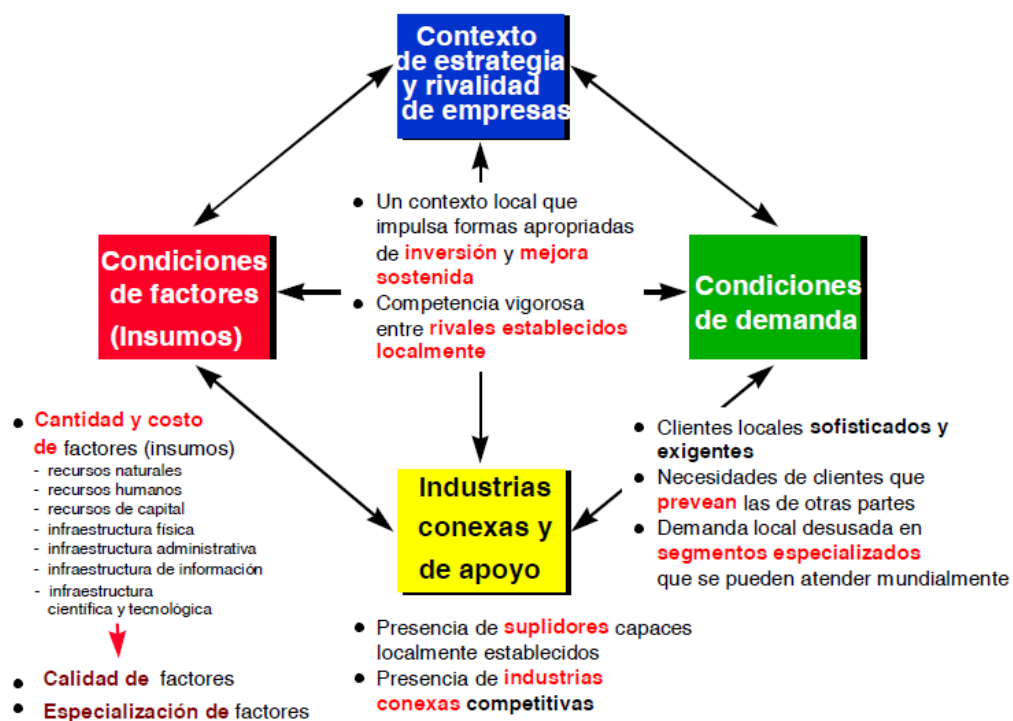 Contexto
de estrategia
y rivalidad
de empresas
Un contexto local que
impulsa formas apropiadas
de inversión y mejora
sostenida
Competencia vigorosa
entre rivales establecidos
localmente
Condiciones
de factores
(Insumos)
Condiciones
de demanda
Cantidad y costo
de factores (insumos)
- recursos naturales
- recursos humanos
- recursos de capital
- infraestructura física
- infraestructura administrativa
- infraestructura de información
- infraestructura
científica y tecnológica
Calidad de factores
Especialización de factores
Industrias
conexas y
de apoyo
Presencia de suplidores capaces
localmente establecidos
Presencia de industrias
conexas competitivas
Clientes locales sofisticados y
exigentes
Necesidades de clientes que
prevean las de otras partes
Demanda local desusada en
segmentos especializados
que se pueden atender mundialmente